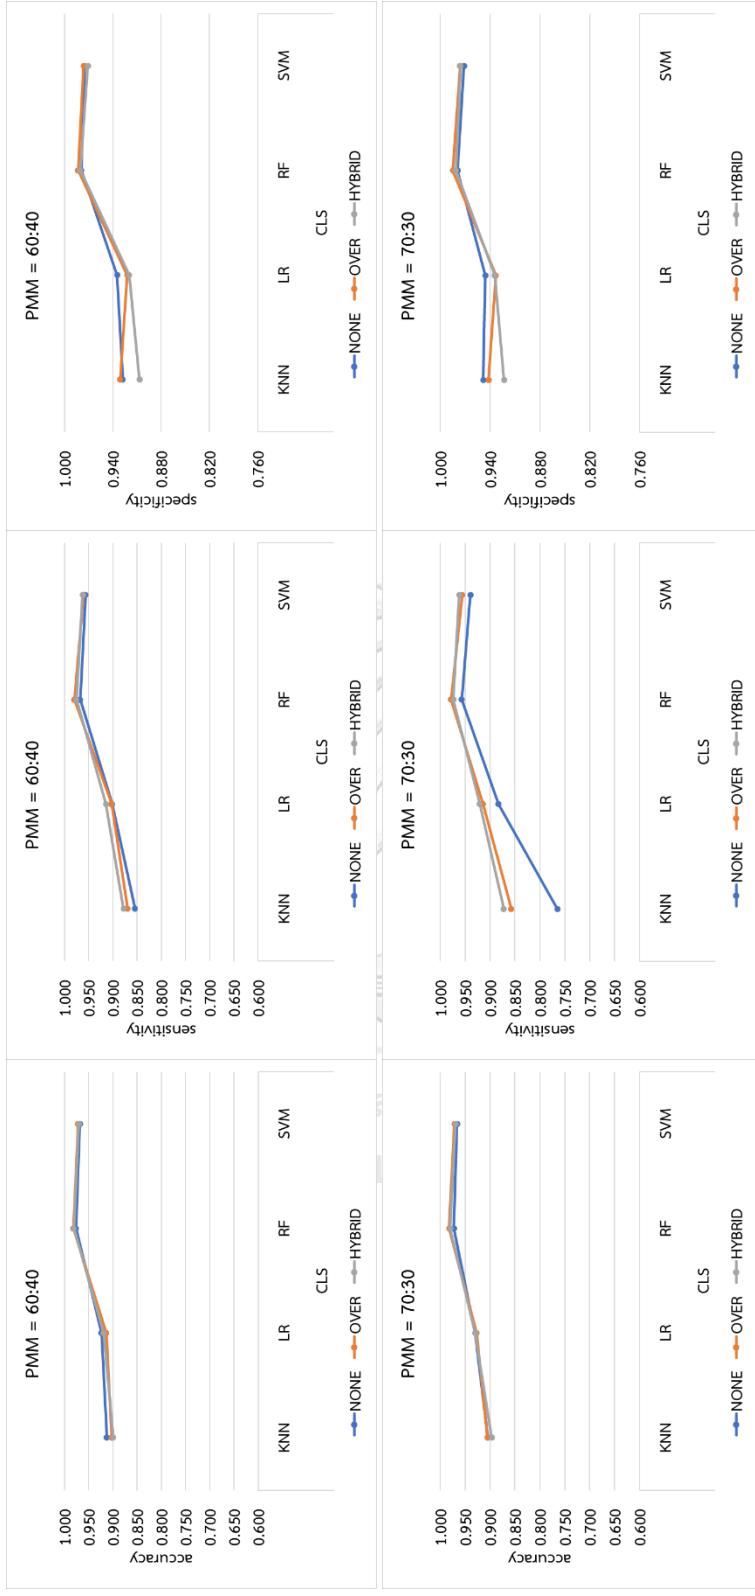 PMM = 60:40
1.000
0.950
0.900
0.850
0.800
0.750
0.700
0.650
0.600
accuracy
KNN LR RF SVM
CLS
NONE OVER HYBRID
PMM = 60:40
1.000
0.950
0.900
0.850
0.800
0.750
0.700
0.650
0.600
sensitivity
KNN LR RF SVM
CLS
NONE OVER HYBRID
PMM = 60:40
1.000
0.940
0.880
0.820
0.760
specificity
KNN LR RF SVM
CLS
NONE OVER HYBRID
PMM = 70:30
1.000
0.950
0.900
0.850
0.800
0.750
0.700
0.650
0.600
accuracy
KNN LR RF SVM
CLS
NONE OVER HYBRID
PMM = 70:30
1.000
0.950
0.900
0.850
0.800
0.750
0.700
0.650
0.600
sensitivity
KNN LR RF SVM
CLS
NONE OVER HYBRID
PMM = 70:30
1.000
0.940
0.880
0.820
0.760
specificity
KNN LR RF SVM
CLS
NONE OVER HYBRID